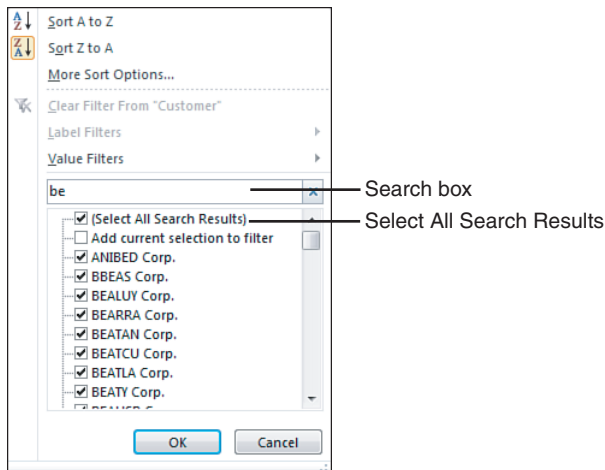 Sort A to Z
Sort Z to A
More Sort Options...
Clear Filter From "Customer"
Label Filters
Value Filters
be
Search box
(Select All Search Results)
Select All Search Results
Add current selection to filter
ANIBED Corp.
BBEAS Corp.
BEALUY Corp.
BEARRA Corp.
BEATAN Corp.
BEATCU Corp.
BEATLA Corp.
BEATY Corp.
OK
Cancel